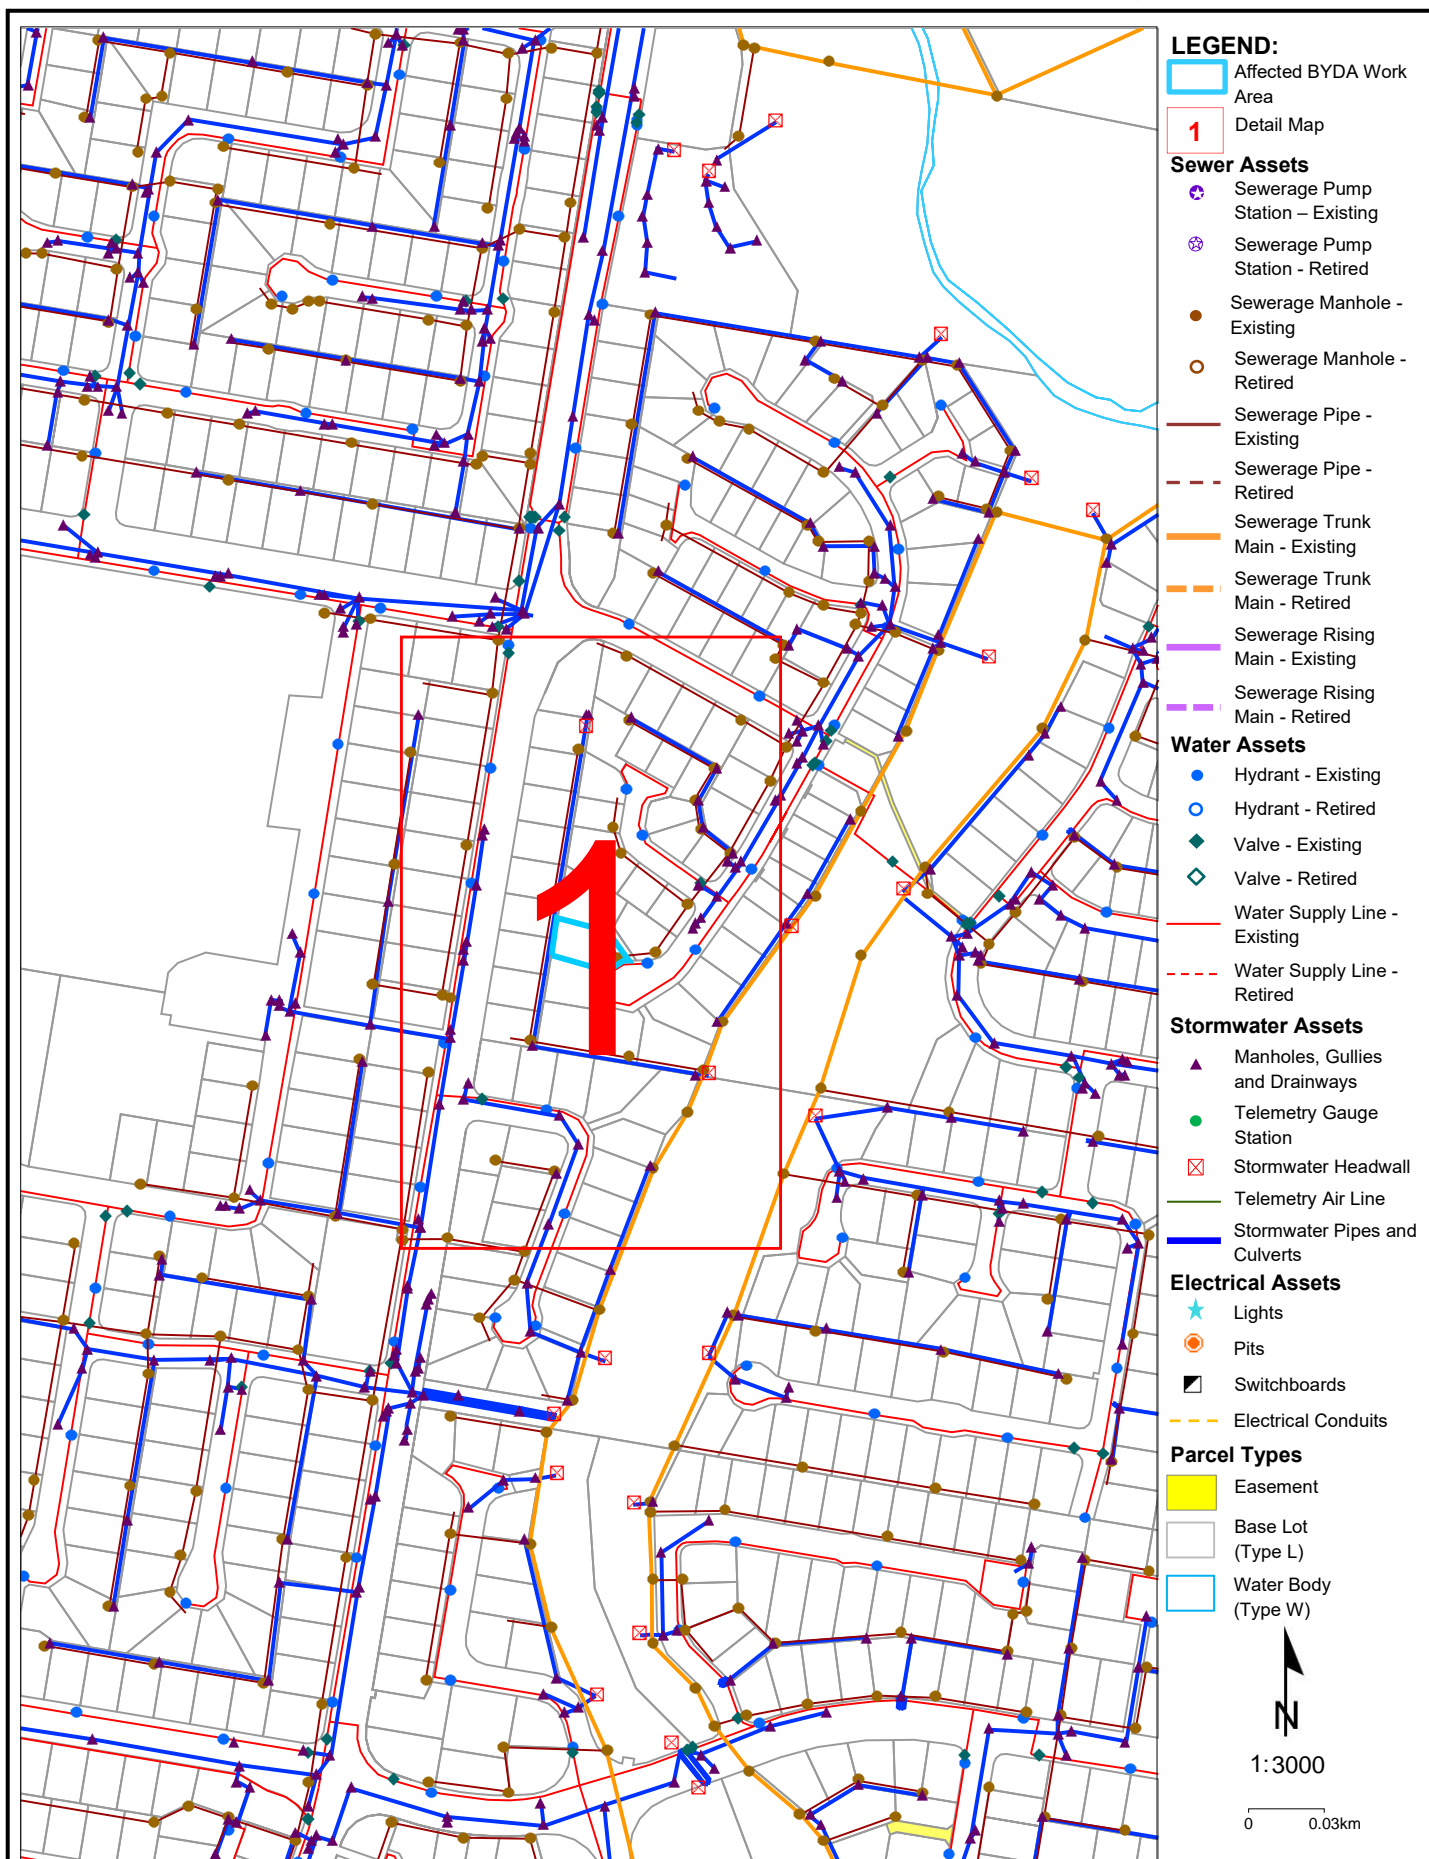 LEGEND:
Affected BYDA Work
Area
1
Detail Map
Sewer Assets
Sewerage Pump
Station – Existing
Sewerage Pump
Station - Retired
Sewerage Manhole -
Existing
Sewerage Manhole -
Retired
Sewerage Pipe -
Existing
Sewerage Pipe -
Retired
Sewerage Trunk
Main - Existing
Sewerage Trunk
Main - Retired
Sewerage Rising
Main - Existing
Sewerage Rising
Main - Retired
Water Assets
Hydrant - Existing
Hydrant - Retired
Valve - Existing
Valve - Retired
Water Supply Line -
Existing
Water Supply Line -
Retired
Stormwater Assets
Manholes, Gullies
and Drainways
Telemetry Gauge
Station
Stormwater Headwall
Telemetry Air Line
Stormwater Pipes and
Culverts
Electrical Assets
Lights
Pits
Switchboards
Electrical Conduits
Parcel Types
Easement
Base Lot
(Type L)
Water Body
(Type W)
N
1:3000
0 0.03km
1